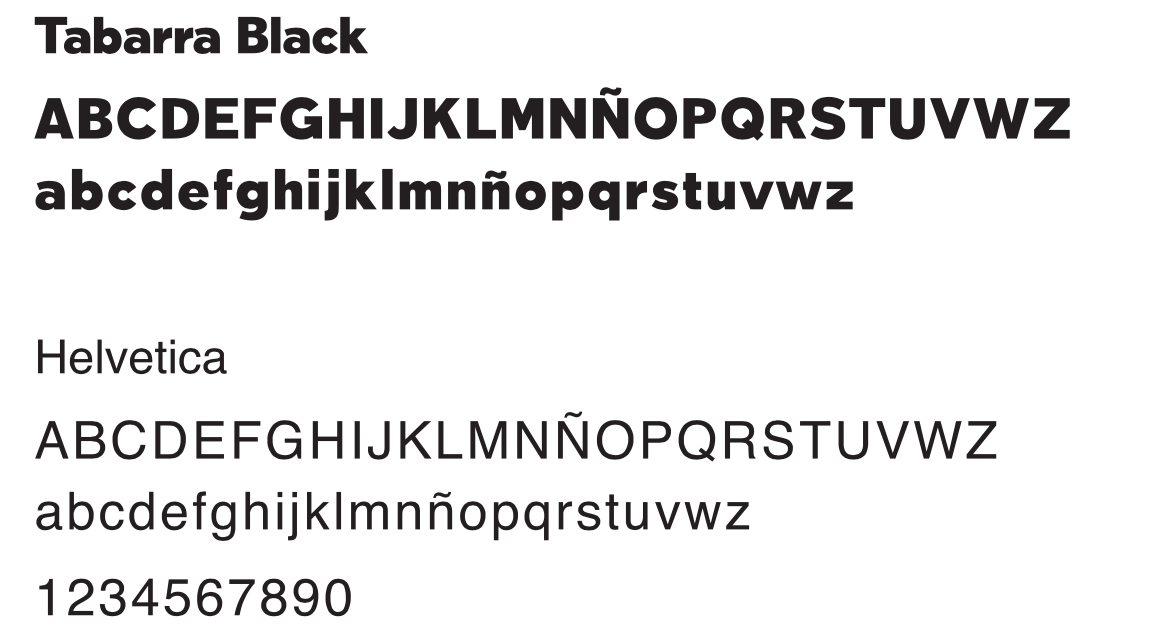 Tabarra Black
ABCDEFGHIJKLMNÑOPQRSTUVWZ
abcdefghijklmnñopqrstuvwz
Helvetica
ABCDEFGHIJKLMNÑOPQRSTUVWZ
abcdefghijklmnñopqrstuvwz
1234567890